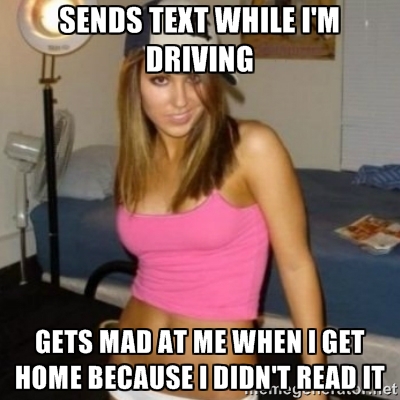 SENDS TEXT WHILE I'M
DRIVING
GETS MAD AT ME WHEN I GET
HOME BECAUSE I DIDN'T READ IT
memegenerator.net